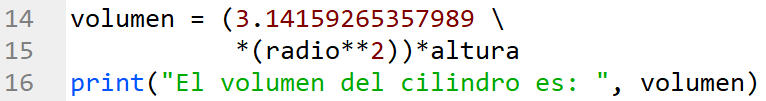 14 volumen = (3.14159265357989 \
15 *(radio**2))*altura
16 print("El volumen del cilindro es: ", volumen)